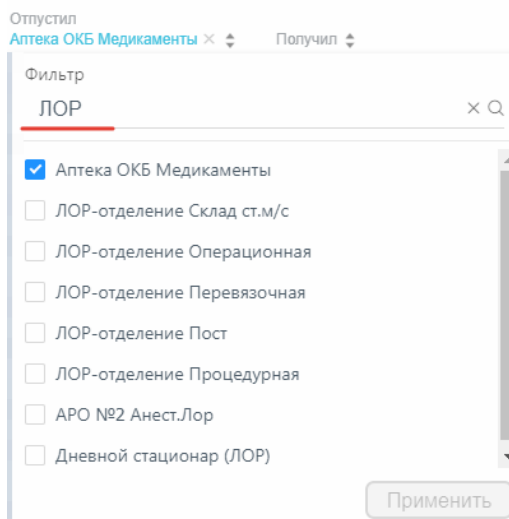 Отпустил
Аптека ОКБ Медикаменты × Получил
Фильтр
ЛОР
Аптека ОКБ Медикаменты
ЛОР-отделение Склад ст.м/с
ЛОР-отделение Операционная
ЛОР-отделение Перевязочная
ЛОР-отделение Пост
ЛОР-отделение Процедурная
АРО №2 Анест.Лор
Дневной стационар (ЛОР)
Применить